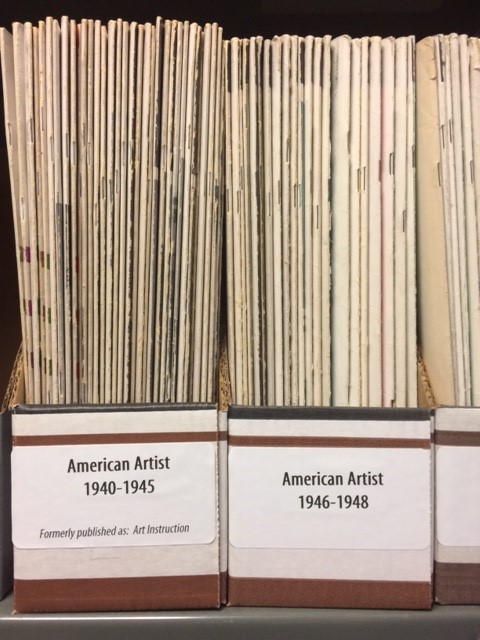 American Artist
1940-1945
Formerly published as: Art Instruction
American Artist
1946-1948